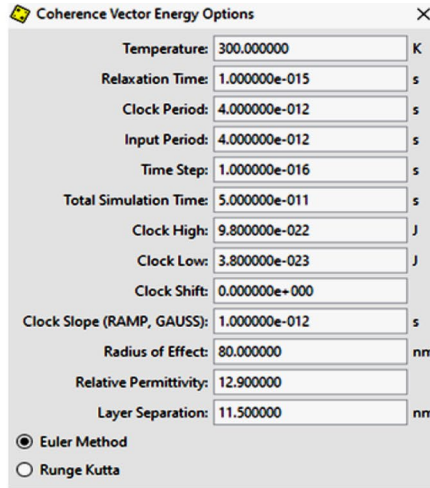 Coherence Vector Energy Options
Temperature: 300.000000 K
Relaxation Time: 1.000000e-015 s
Clock Period: 4.000000e-012 s
Input Period: 4.000000e-012 s
Time Step: 1.000000e-016 s
Total Simulation Time: 5.000000e-011 s
Clock High: 9.800000e-022 J
Clock Low: 3.800000e-023 J
Clock Shift: 0.000000e+000
Clock Slope (RAMP, GAUSS): 1.000000e-012 s
Radius of Effect: 80.000000 nm
Relative Permittivity: 12.900000
Layer Separation: 11.500000 nm
Euler Method
Runge Kutta